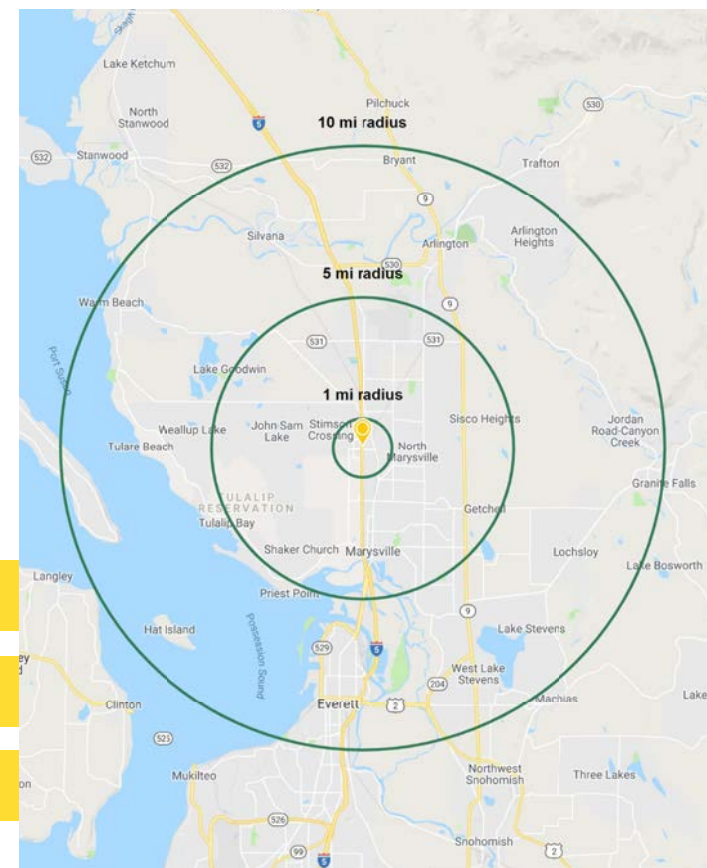 Skagit
Lake Ketchum
Pilchuck
530
North
Stanwood
10 mi radius
5
532
Stanwood
532
Bryant
Trafton
9
Arlington
Heights
Silvana
Arlington
530
5 mi radius
Warm Beach
9
Port Susan
531
531
Lake Goodwin
1 mi radius
Weallup Lake
John Sam
Lake
Stimson
Crossing
Sisco Heights
Jordan
Road-Canyon
Creek
Tulare Beach
North
Marysville
Granite Falls
TULALIP
RESERVATION
Tulalip Bay
Getchell
Shaker Church
Marysville
Lochsloy
Lake Bosworth
Langley
Priest Point
Hat Island
Possession Sound
9
Lake Stevens
529
5
West Lake
Stevens
204
Machias
Lake
Clinton
Everett
2
525
Mukilteo
Northwest
Snohomish
Three Lakes
526
99
5
Snohomish
2